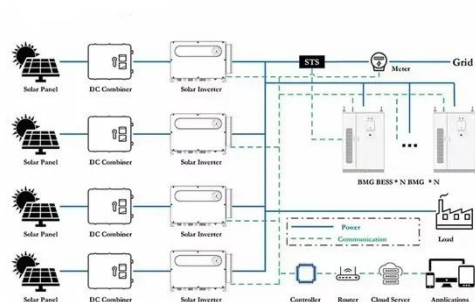 STS
Meter
Grid
Solar Panel
DC Combiner
Solar Inverter
Solar Panel
DC Combiner
Solar Inverter
BMG BESS * N BMG * N
Solar Panel
DC Combiner
Solar Inverter
Power
Communication
Load
Solar Panel
DC Combiner
Solar Inverter
Controller
Router
Cloud Server
Applications